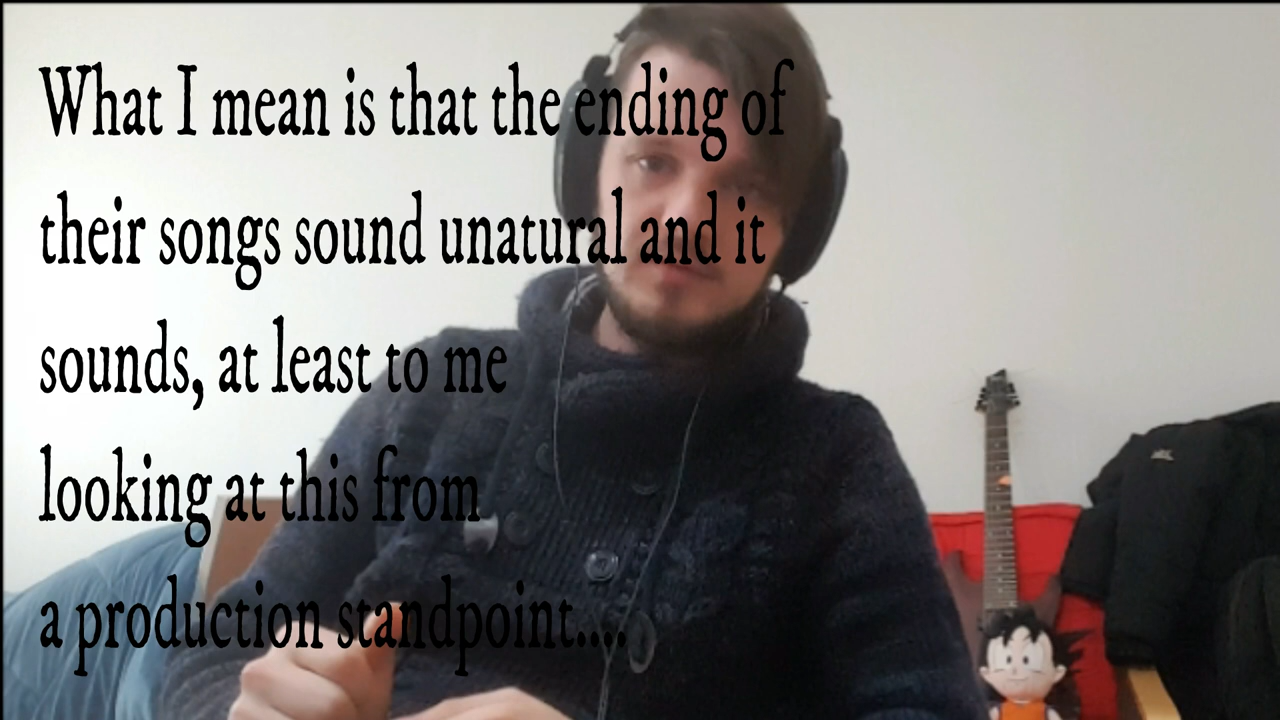 What I mean is that the ending of
their songs sound unatural and it
sounds, at least to me
looking at this from
a production standpoint....